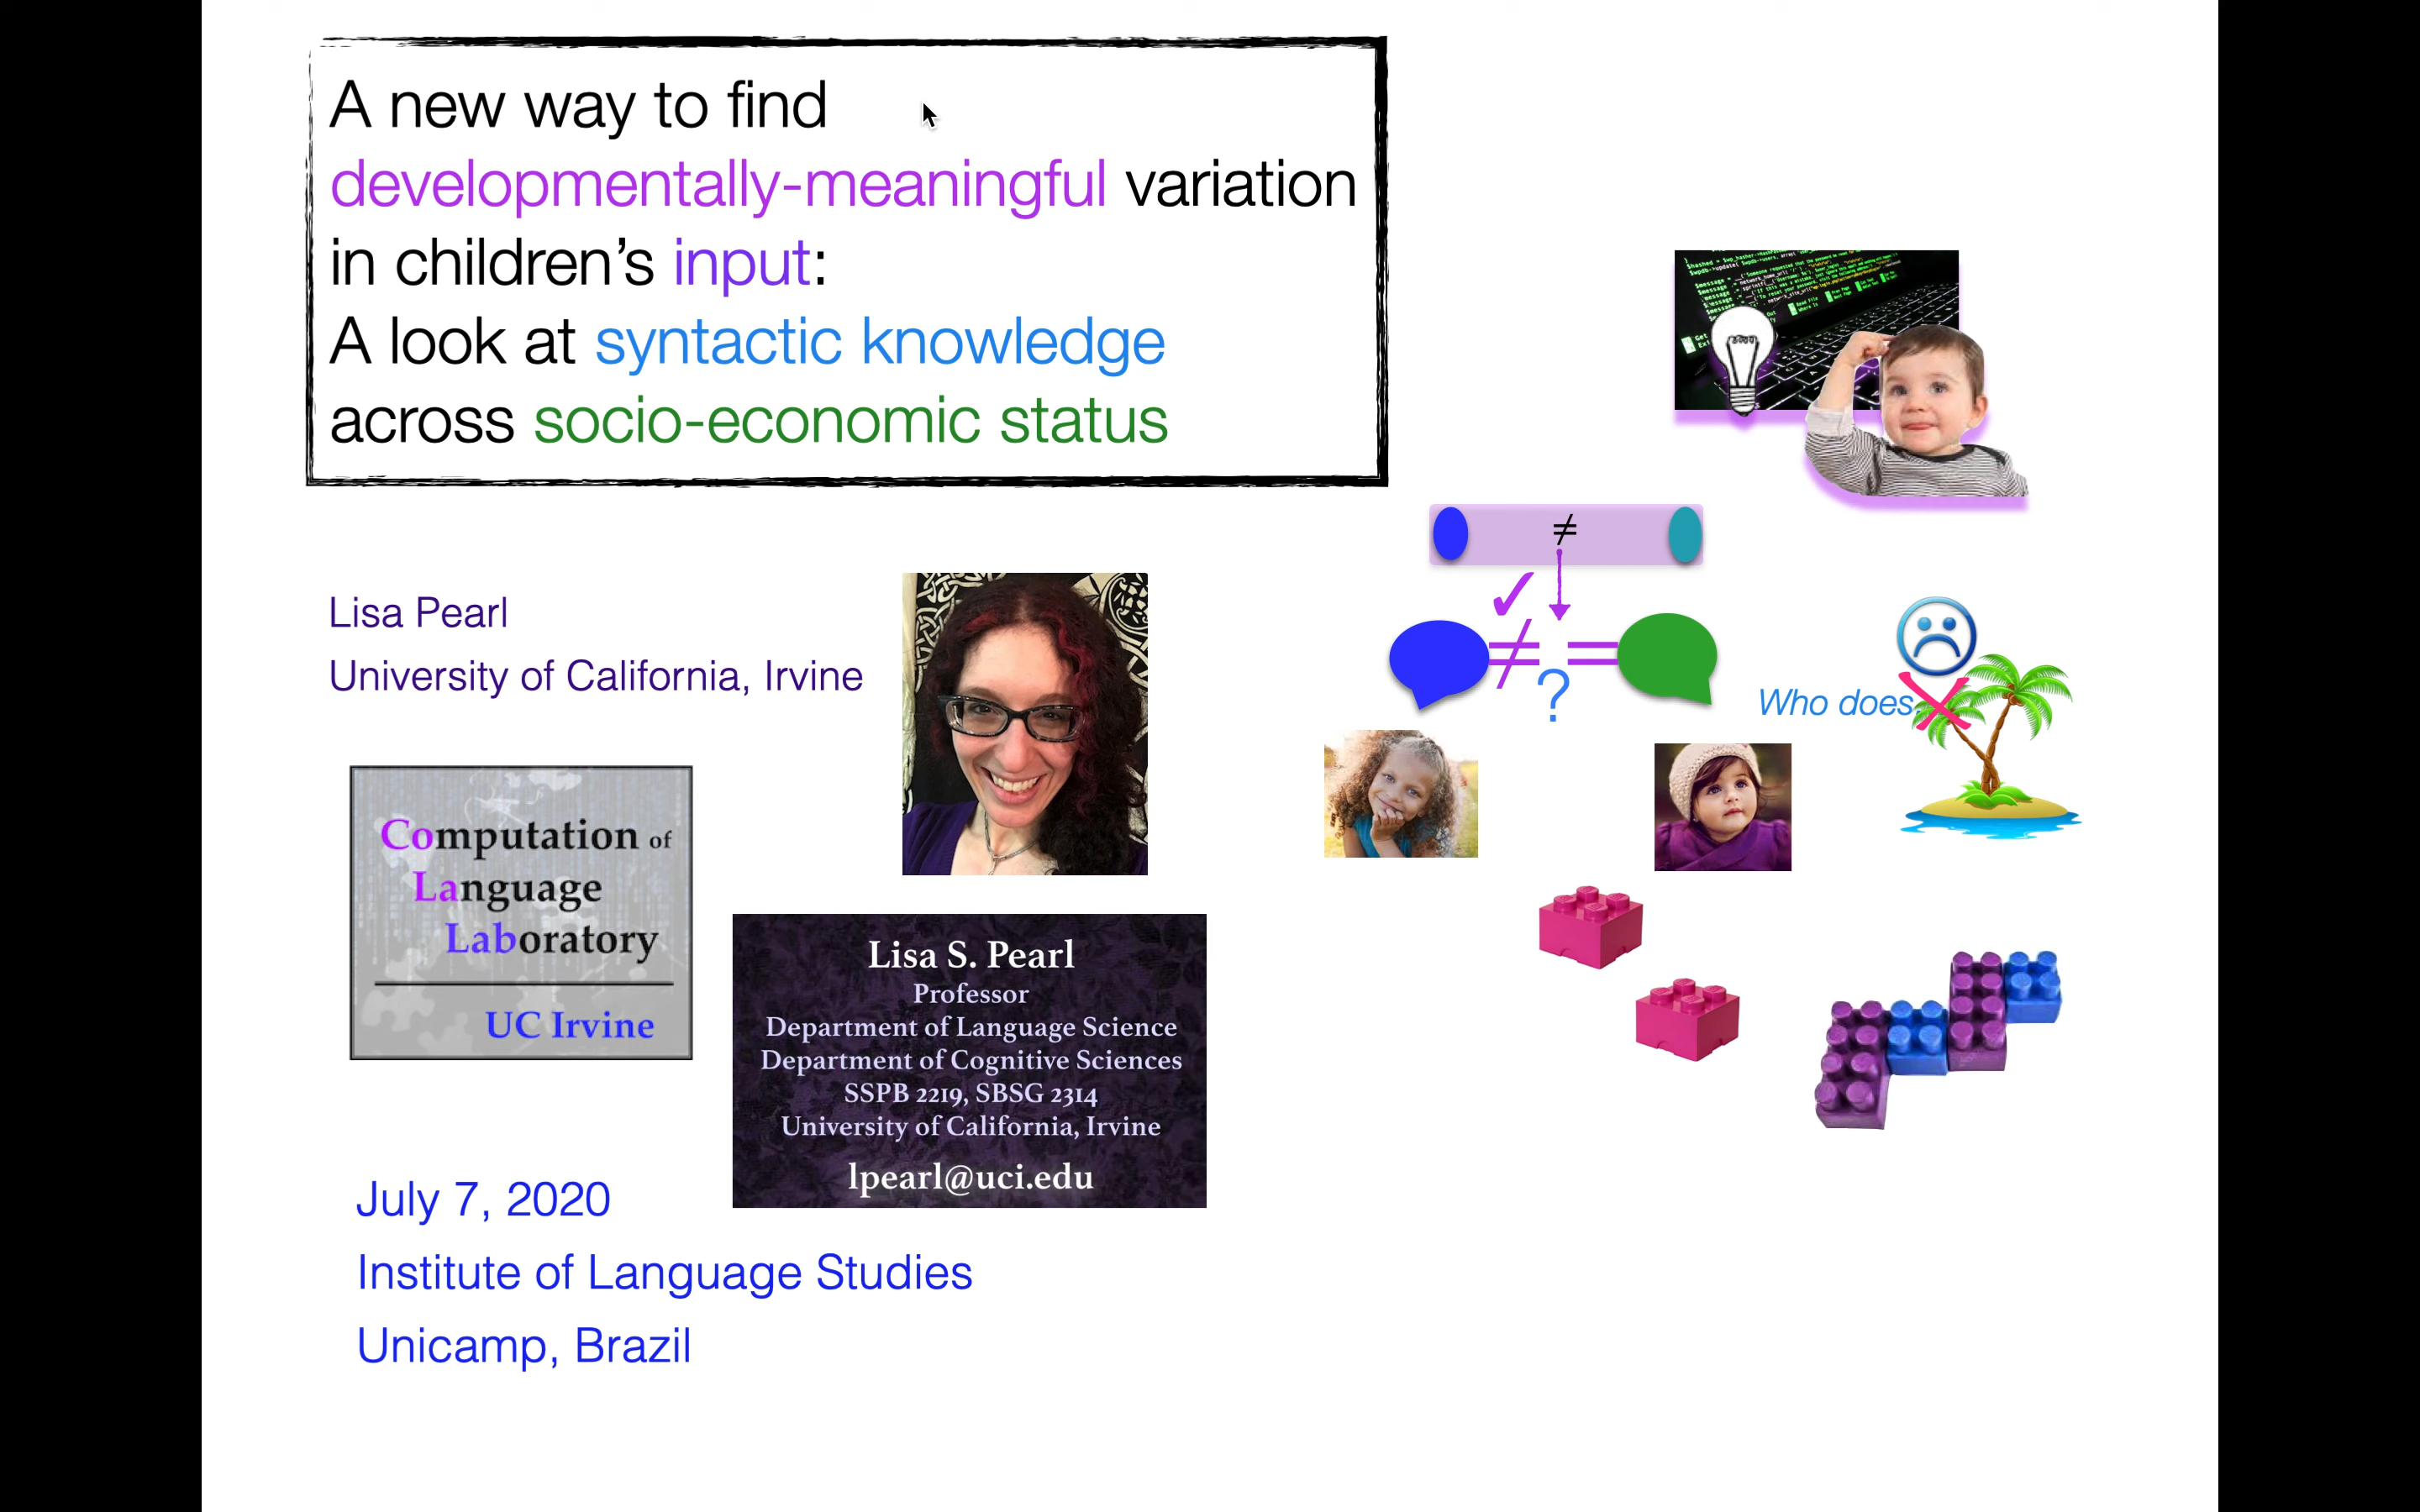 A new way to find
developmentally-meaningful variation
in children’s input:
A look at syntactic knowledge
across socio-economic status
Lisa Pearl
University of California, Irvine
Computation of
Language
Laboratory
UC Irvine
Lisa S. Pearl
Professor
Department of Language Science
Department of Cognitive Sciences
SSPB 2219, SBSG 2314
University of California, Irvine
lpearl@uci.edu
July 7, 2020
Institute of Language Studies
Unicamp, Brazil
≠
✓
≠ =
?
Who does